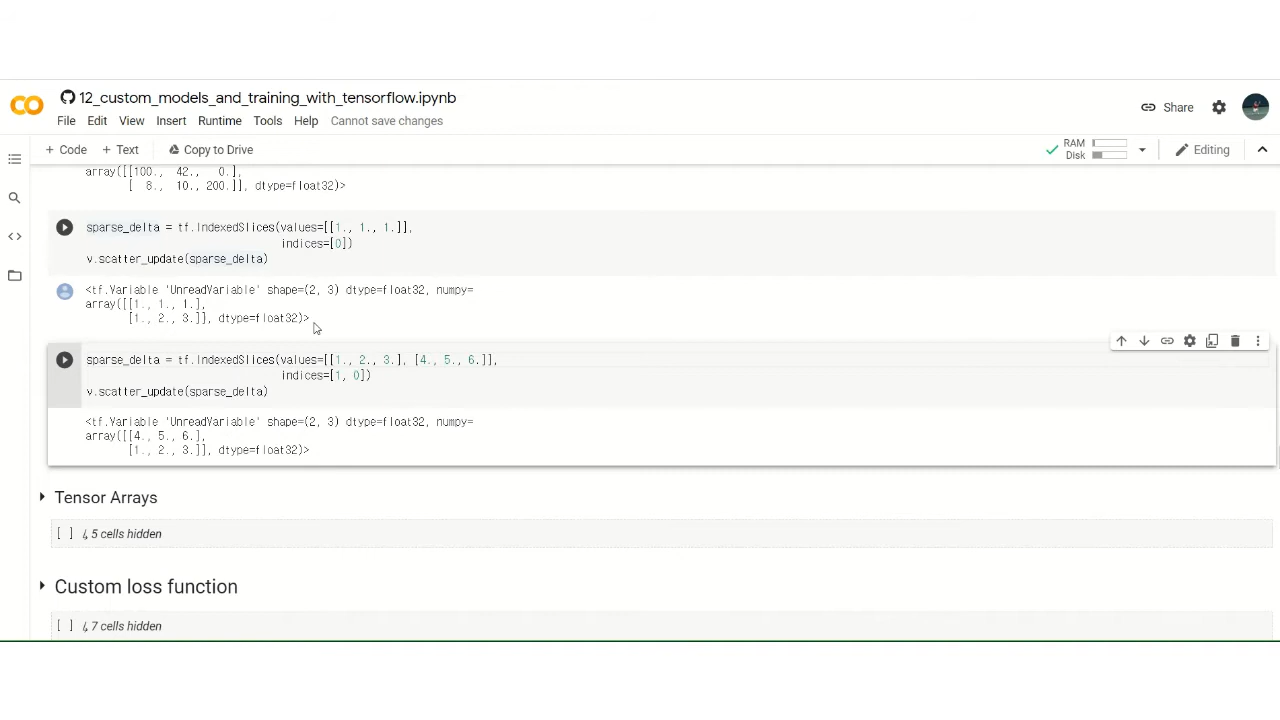 12_custom_models_and_training_with_tensorflow.ipynb
Share
File Edit View Insert Runtime Tools Help Cannot save changes
+ Code + Text Copy to Drive
RAM
Disk
Editing
array([[100., 42., 0.],
[ 8., 10., 200.]], dtype=float32)>
sparse_delta = tf.IndexedSlices(values=[[1., 1., 1.]],
indices=[0])
v.scatter_update(sparse_delta)
<tf.Variable 'UnreadVariable' shape=(2, 3) dtype=float32, numpy=
array([[1., 1., 1.],
[1., 2., 3.]], dtype=float32)>
sparse_delta = tf.IndexedSlices(values=[[1., 2., 3.], [4., 5., 6.]],
indices=[1, 0])
v.scatter_update(sparse_delta)
<tf.Variable 'UnreadVariable' shape=(2, 3) dtype=float32, numpy=
array([[4., 5., 6.],
[1., 2., 3.]], dtype=float32)>
Tensor Arrays
[ ] ↳ 5 cells hidden
Custom loss function
[ ] ↳ 7 cells hidden